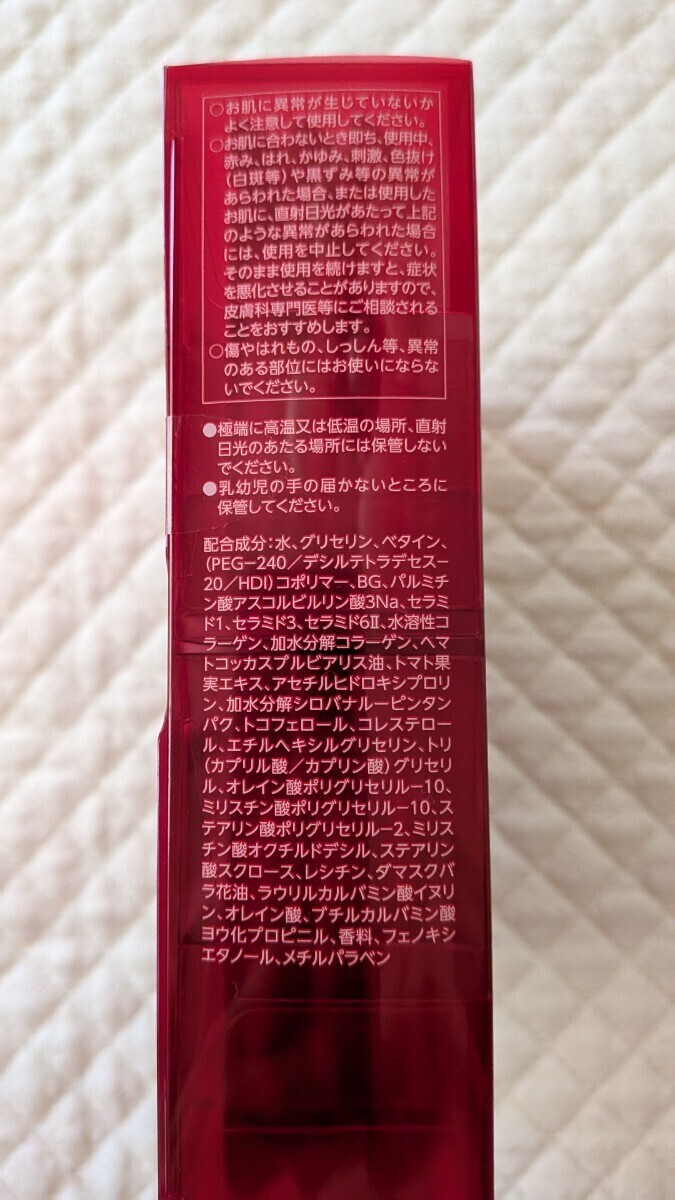 ○お肌に異常が生じていないか
よく注意して使用してください。
○お肌に合わないとき即ち、使用中、
赤み、はれ、かゆみ、刺激、色抜け
(白斑等)や黒ずみ等の異常が
あらわれた場合、または使用した
お肌に、直射日光があたって上記
のような異常があらわれた場合
には、使用を中止してください。
そのまま使用を続けますと、症状
を悪化させることがありますので、
皮膚科専門医等にご相談される
ことをおすすめします。
○傷やはれもの、しっしん等、異常
のある部位にはお使いにならな
いでください。
●極端に高温又は低温の場所、直射
日光のあたる場所には保管しない
でください。
●乳幼児の手の届かないところに
保管してください。
配合成分:水、グリセリン、ベタイン、
(PEG-240/デシルテトラデセス-
20/HDI)コポリマー、BG、パルミチ
ン酸アスコルビルリン酸3Na、セラミ
ド1、セラミド3、セラミド6Ⅱ、水溶性コ
ラーゲン、加水分解コラーゲン、ヘマ
トコッカスプルビアリス油、トマト果
実エキス、アセチルヒドロキシプロリ
ン、加水分解シロバナルーピンタン
パク、トコフェロール、コレステロー
ル、エチルヘキシルグリセリン、トリ
(カプリル酸/カプリン酸)グリセリ
ル、オレイン酸ポリグリセリル-10、
ミリスチン酸ポリグリセリル-10、ス
テアリン酸ポリグリセリル-2、ミリス
チン酸オクチルドデシル、ステアリン
酸スクロース、レシチン、ダマスクバ
ラ花油、ラウリルカルバミン酸イヌリ
ン、オレイン酸、ブチルカルバミン酸
ヨウ化プロピニル、香料、フェノキシ
エタノール、メチルパラベン